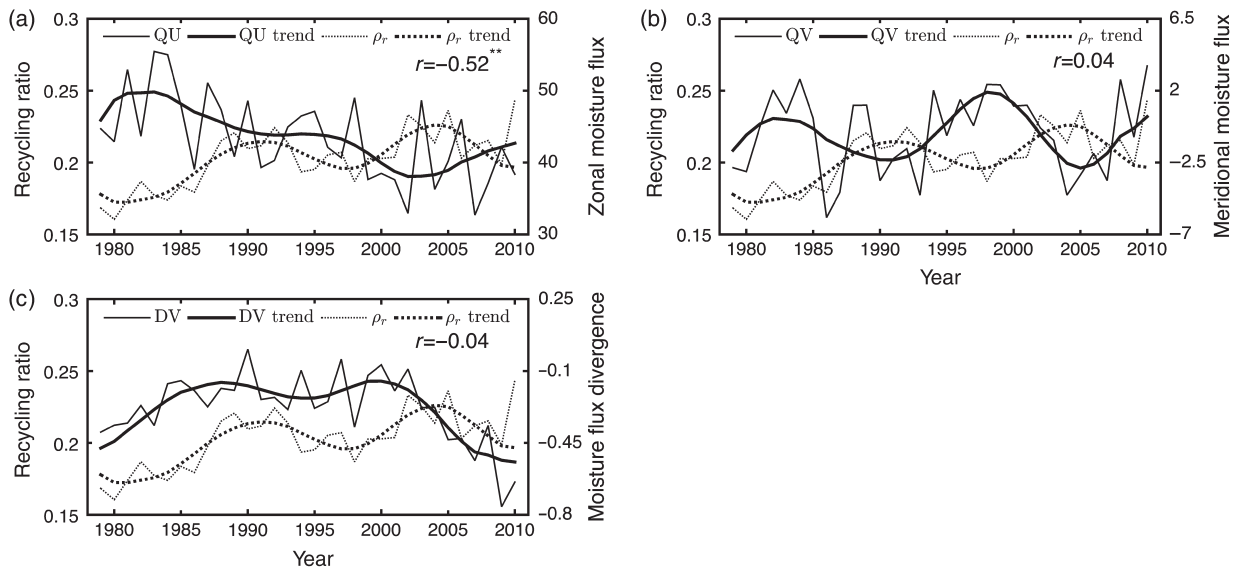 (a)
QU QU trend ρr ρr trend
r=−0.52**
Recycling ratio
0.3
0.25
0.2
0.15
Zonal moisture flux
60
50
40
30
1980 1985 1990 1995 2000 2005 2010
(b)
QV QV trend ρr ρr trend
r=0.04
Recycling ratio
0.3
0.25
0.2
0.15
Meridional moisture flux
6.5
2
−2.5
−7
1980 1985 1990 1995 2000 2005 2010
Year
(c)
DV DV trend ρr ρr trend
r=−0.04
Recycling ratio
0.3
0.25
0.2
0.15
Moisture flux divergence
0.25
−0.1
−0.45
−0.8
1980 1985 1990 1995 2000 2005 2010
Year